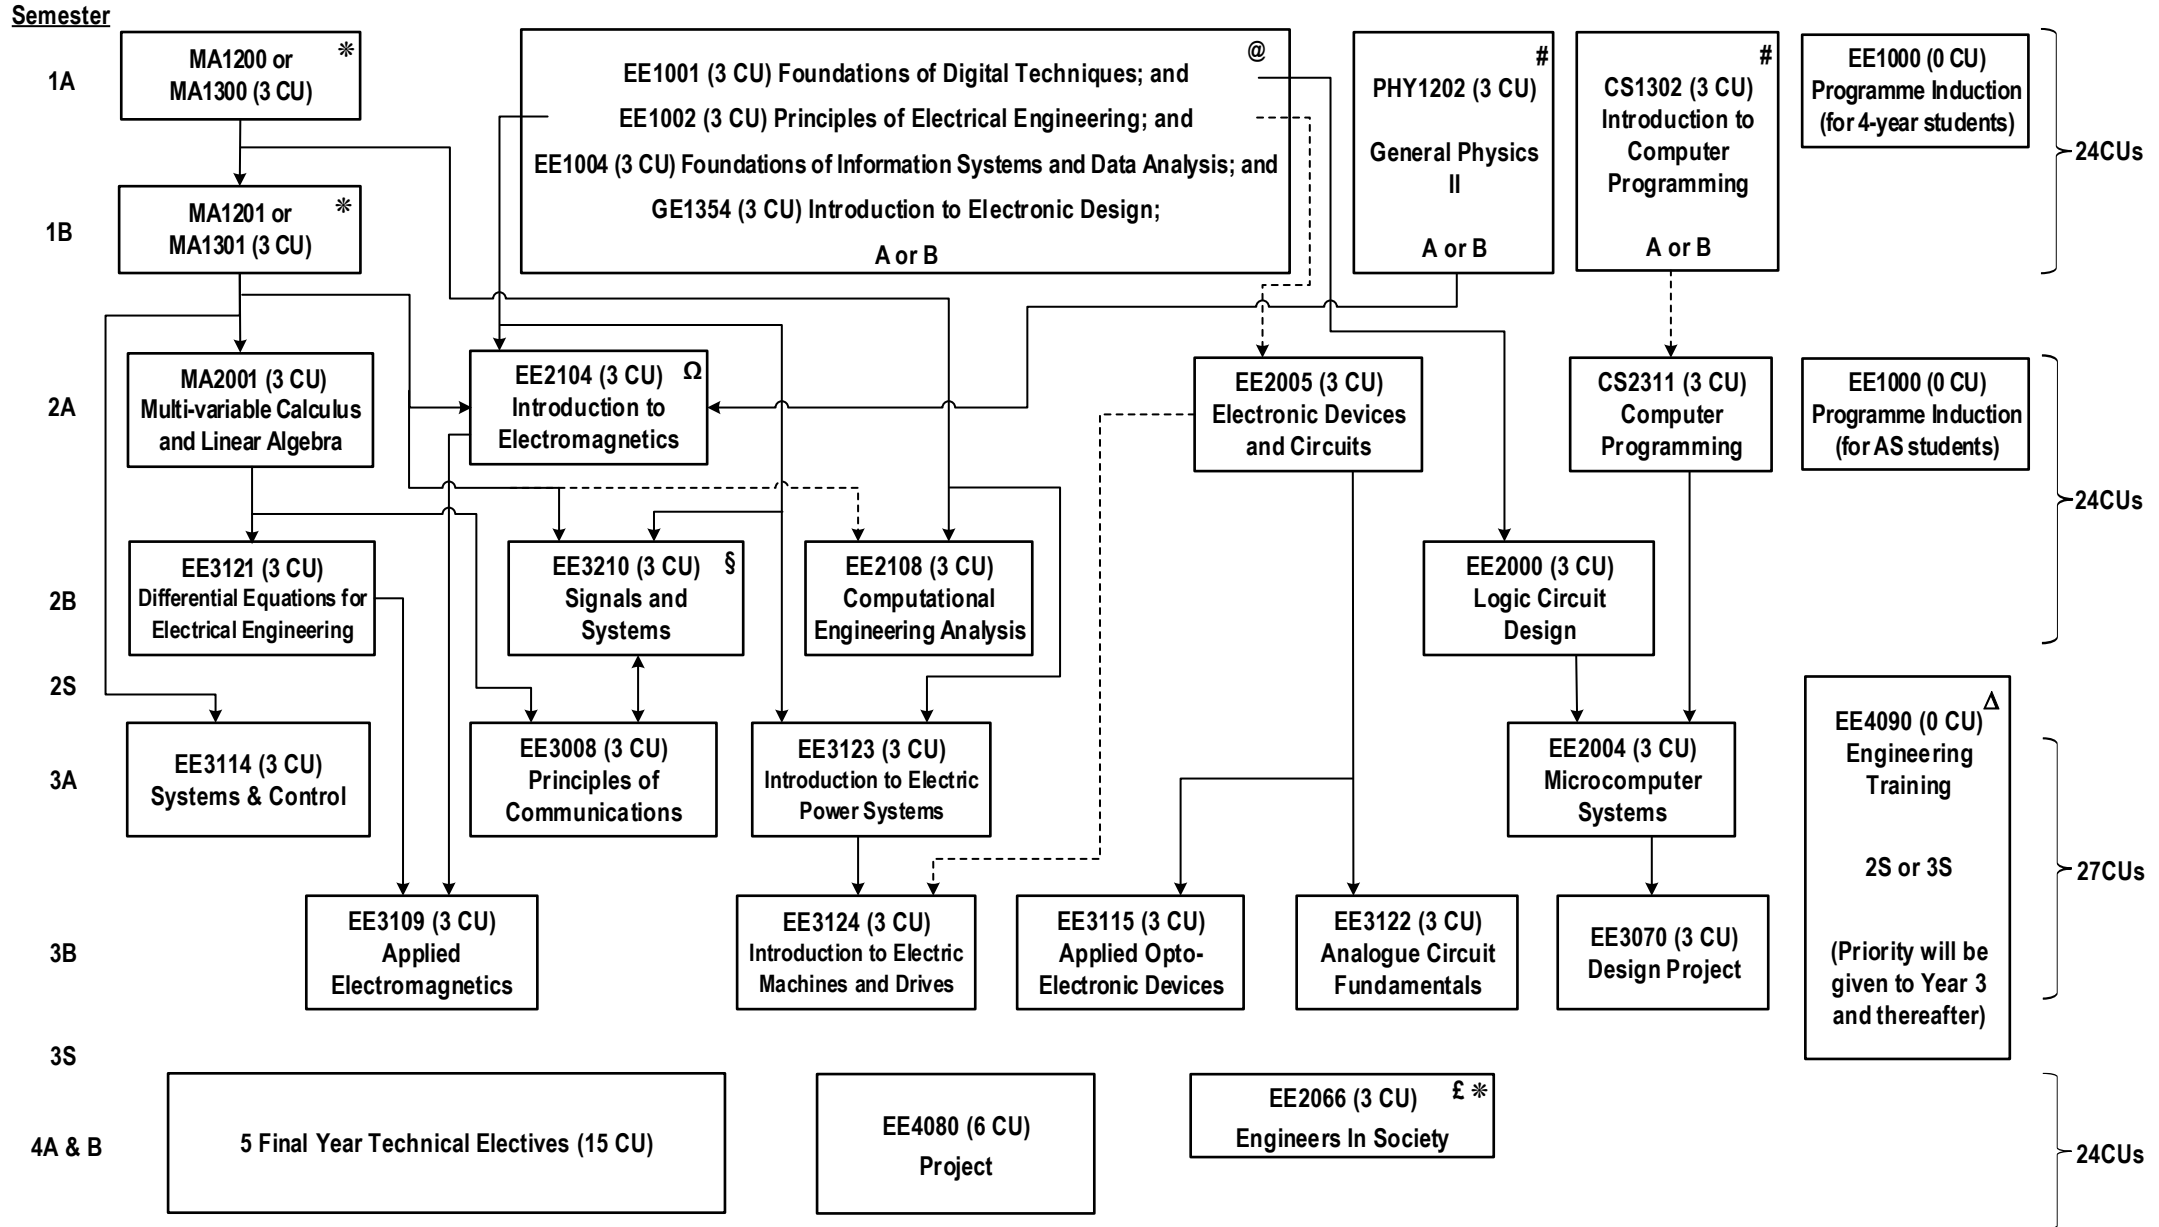 Semester
1A
MA1200 or
MA1300 (3 CU)
❊
@
EE1001 (3 CU) Foundations of Digital Techniques; and
EE1002 (3 CU) Principles of Electrical Engineering; and
EE1004 (3 CU) Foundations of Information Systems and Data Analysis; and
GE1354 (3 CU) Introduction to Electronic Design;
A or B
#
PHY1202 (3 CU)
General Physics
II
A or B
#
CS1302 (3 CU)
Introduction to
Computer
Programming
A or B
EE1000 (0 CU)
Programme Induction
(for 4-year students)
24CUs
1B
MA1201 or
MA1301 (3 CU)
❊
2A
MA2001 (3 CU)
Multi-variable Calculus
and Linear Algebra
EE2104 (3 CU)
Ω
Introduction to
Electromagnetics
EE2005 (3 CU)
Electronic Devices
and Circuits
CS2311 (3 CU)
Computer
Programming
EE1000 (0 CU)
Programme Induction
(for AS students)
24CUs
2B
EE3121 (3 CU)
Differential Equations for
Electrical Engineering
EE3210 (3 CU)
§
Signals and
Systems
EE2108 (3 CU)
Computational
Engineering Analysis
EE2000 (3 CU)
Logic Circuit
Design
2S
3A
EE3114 (3 CU)
Systems & Control
EE3008 (3 CU)
Principles of
Communications
EE3123 (3 CU)
Introduction to Electric
Power Systems
EE2004 (3 CU)
Microcomputer
Systems
Δ
EE4090 (0 CU)
Engineering
Training
2S or 3S
(Priority will be
given to Year 3
and thereafter)
27CUs
3B
EE3109 (3 CU)
Applied
Electromagnetics
EE3124 (3 CU)
Introduction to Electric
Machines and Drives
EE3115 (3 CU)
Applied Opto-
Electronic Devices
EE3122 (3 CU)
Analogue Circuit
Fundamentals
EE3070 (3 CU)
Design Project
3S
4A & B
5 Final Year Technical Electives (15 CU)
EE4080 (6 CU)
Project
EE2066 (3 CU)
£ ❊
Engineers In Society
24CUs